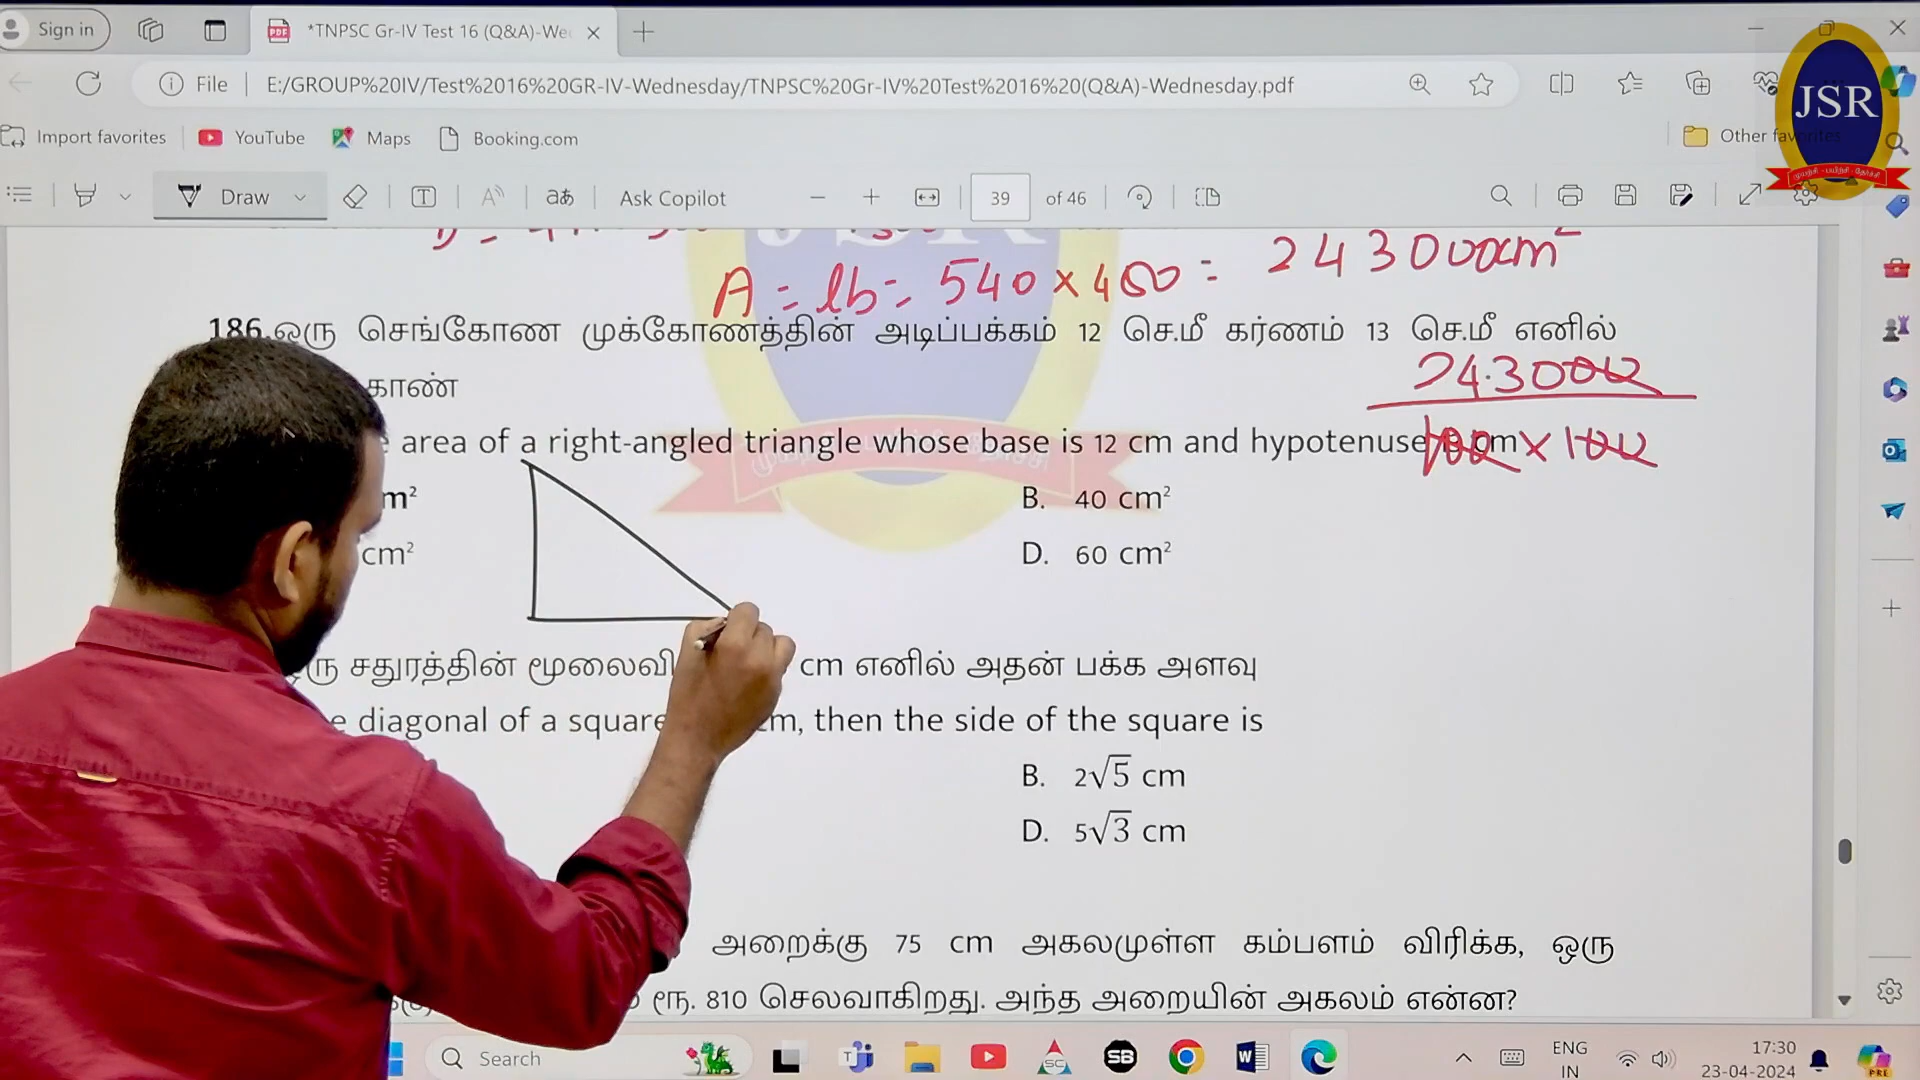 Sign in
*TNPSC Gr-IV Test 16 (Q&A)-We
File
E:/GROUP%20IV/Test%2016%20GR-IV-Wednesday/TNPSC%20Gr-IV%20Test%2016%20(Q&A)-Wednesday.pdf
JSR
முயற்சி - பயிற்சி - தேர்ச்சி
Import favorites
YouTube
Maps
Booking.com
Other favorites
Draw
Ask Copilot
39 of 46
A = lb = 540 × 450 = 243000cm²
186. ஒரு செங்கோண முக்கோணத்தின் அடிப்பக்கம் 12 செ.மீ கர்ணம் 13 செ.மீ எனில்
காண்
243000
100 × 100
area of a right-angled triangle whose base is 12 cm and hypotenuse cm
m²
B. 40 cm²
cm²
D. 60 cm²
சதுரத்தின் cm எனில் அதன் பக்க அளவு
diagonal of a square m, then the side of the square is
B. 2√5 cm
D. 5√3 cm
அறைக்கு 75 cm அகலமுள்ள கம்பளம் விரிக்க, ஒரு
ரூ. 810 செலவாகிறது. அந்த அறையின் அகலம் என்ன?
Search
SB
ENG
IN
17:30
23-04-2024
PRE